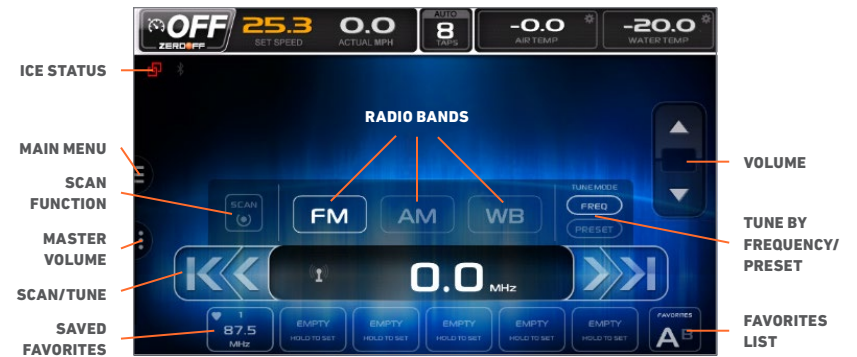 OFF
ZEROOFF
25.3
SET SPEED
0.0
ACTUAL MPH
AUTO
8
TAPS
-0.0
AIR TEMP
-20.0
WATER TEMP
ICE STATUS
RADIO BANDS
MAIN MENU
VOLUME
SCAN
FUNCTION
SCAN
FM
AM
WB
TUNE MODE
FREQ
PRESET
TUNE BY
FREQUENCY/
PRESET
MASTER
VOLUME
SCAN/TUNE
0.0 MHz
SAVED
FAVORITES
1
87.5
MHz
EMPTY
HOLD TO SET
EMPTY
HOLD TO SET
EMPTY
HOLD TO SET
EMPTY
HOLD TO SET
EMPTY
HOLD TO SET
FAVORITES
A B
FAVORITES
LIST